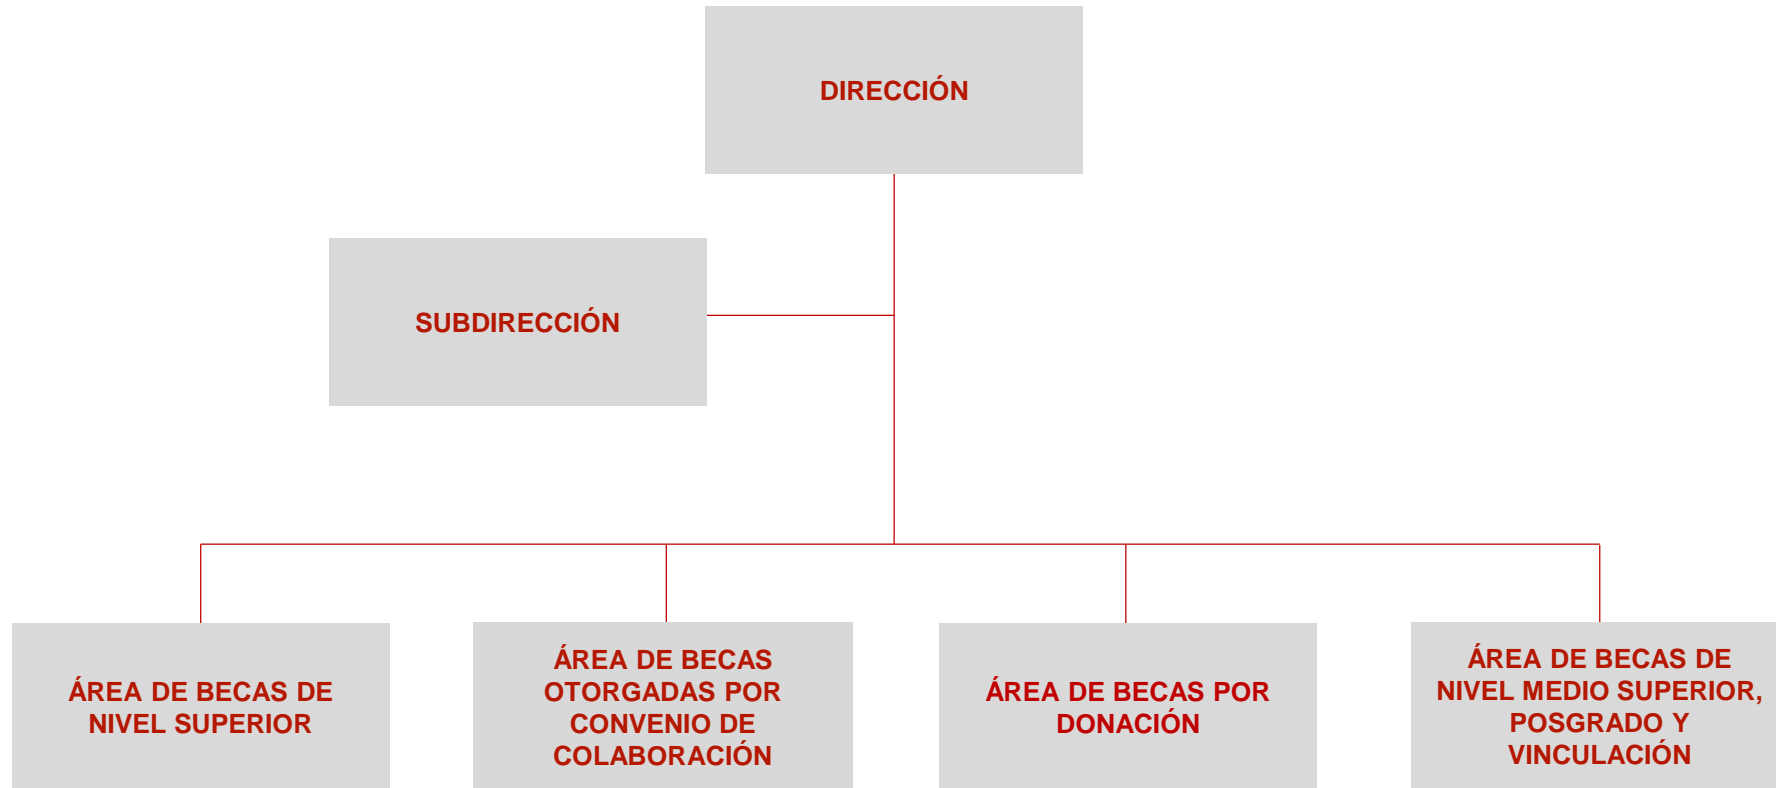 DIRECCIÓN
SUBDIRECCIÓN
ÁREA DE BECAS DE
NIVEL SUPERIOR
ÁREA DE BECAS
OTORGADAS POR
CONVENIO DE
COLABORACIÓN
ÁREA DE BECAS POR
DONACIÓN
ÁREA DE BECAS DE
NIVEL MEDIO SUPERIOR,
POSGRADO Y
VINCULACIÓN